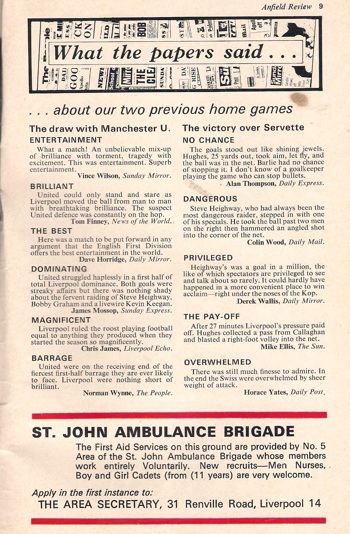 Anfield Review 9
What the papers said . . .
. . . about our two previous home games
The draw with Manchester U.
ENTERTAINMENT
What a match! An unbelievable mix-up
of brilliance with torment, tragedy with
excitement. This was entertainment. Superb
entertainment.
Vince Wilson, Sunday Mirror.
BRILLIANT
United could only stand and stare as
Liverpool moved the ball from man to man
with breathtaking brilliance. The suspect
United defence was constantly on the hop.
Tom Finney, News of the World.
THE BEST
Here was a match to be put forward in any
argument that the English First Division
offers the best entertainment in the world.
Dave Horridge, Daily Mirror.
DOMINATING
United struggled haplessly in a first half of
total Liverpool dominance. Both goals were
streaky affairs but there was nothing shady
about the fervent raiding of Steve Heighway,
Bobby Graham and a livewire Kevin Keegan.
James Mossop, Sunday Express.
MAGNIFICENT
Liverpool ruled the roost playing football
equal to anything they produced when they
started the season so magnificently.
Chris James, Liverpool Echo.
BARRAGE
United were on the receiving end of the
fiercest first-half barrage they are ever likely
to face. Liverpool were nothing short of
brilliant.
Norman Wynne, The People.
The victory over Servette
NO CHANCE
The goals stood out like shining jewels.
Hughes, 25 yards out, took aim, let fly, and
the ball was in the net. Barlie had no chance
of stopping it. I don't know of a goalkeeper
playing the game who can stop bullets.
Alan Thompson, Daily Express.
DANGEROUS
Steve Heighway, who had always been the
most dangerous raider, stepped in with one
of his specials. He took the ball past two men
on the right then hammered an angled shot
into the corner of the net.
Colin Wood, Daily Mail.
PRIVILEGED
Heighway's was a goal in a million, the
like of which spectators are privileged to see
and talk about so rarely. It could hardly have
happened in a more convenient place to win
acclaim—right under the noses of the Kop.
Derek Wallis, Daily Mirror.
THE PAY-OFF
After 27 minutes Liverpool's pressure paid
off. Hughes collected a pass from Callaghan
and blasted a right-foot volley into the net.
Mike Ellis, The Sun.
OVERWHELMED
There was still much finesse to admire. In
the end the Swiss were overwhelmed by sheer
weight of attack.
Horace Yates, Daily Post.
ST. JOHN AMBULANCE BRIGADE
The First Aid Services on this ground are provided by No. 5
Area of the St. John Ambulance Brigade whose members
work entirely Voluntarily. New recruits—Men Nurses,
Boy and Girl Cadets (from (11) years) are very welcome.
Apply in the first instance to:
THE AREA SECRETARY, 31 Renville Road, Liverpool 14